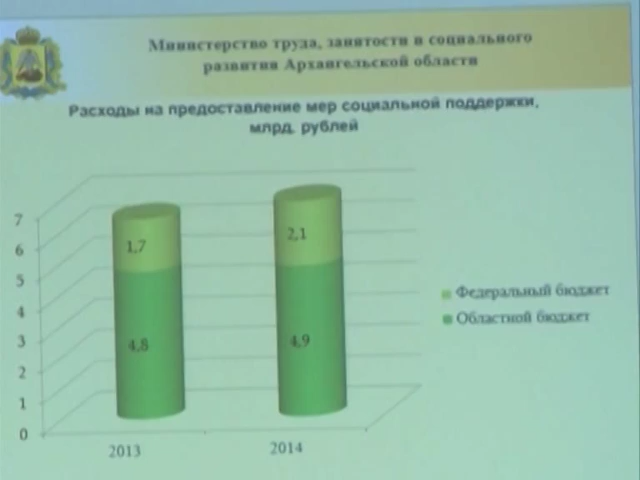 Министерство труда, занятости и социального
развития Архангельской области
Расходы на предоставление мер социальной поддержки,
млрд. рублей
7
6
5
4
3
2
1
0
1,7
2,1
4,8
4,9
2013
2014
Федеральный бюджет
Областной бюджет